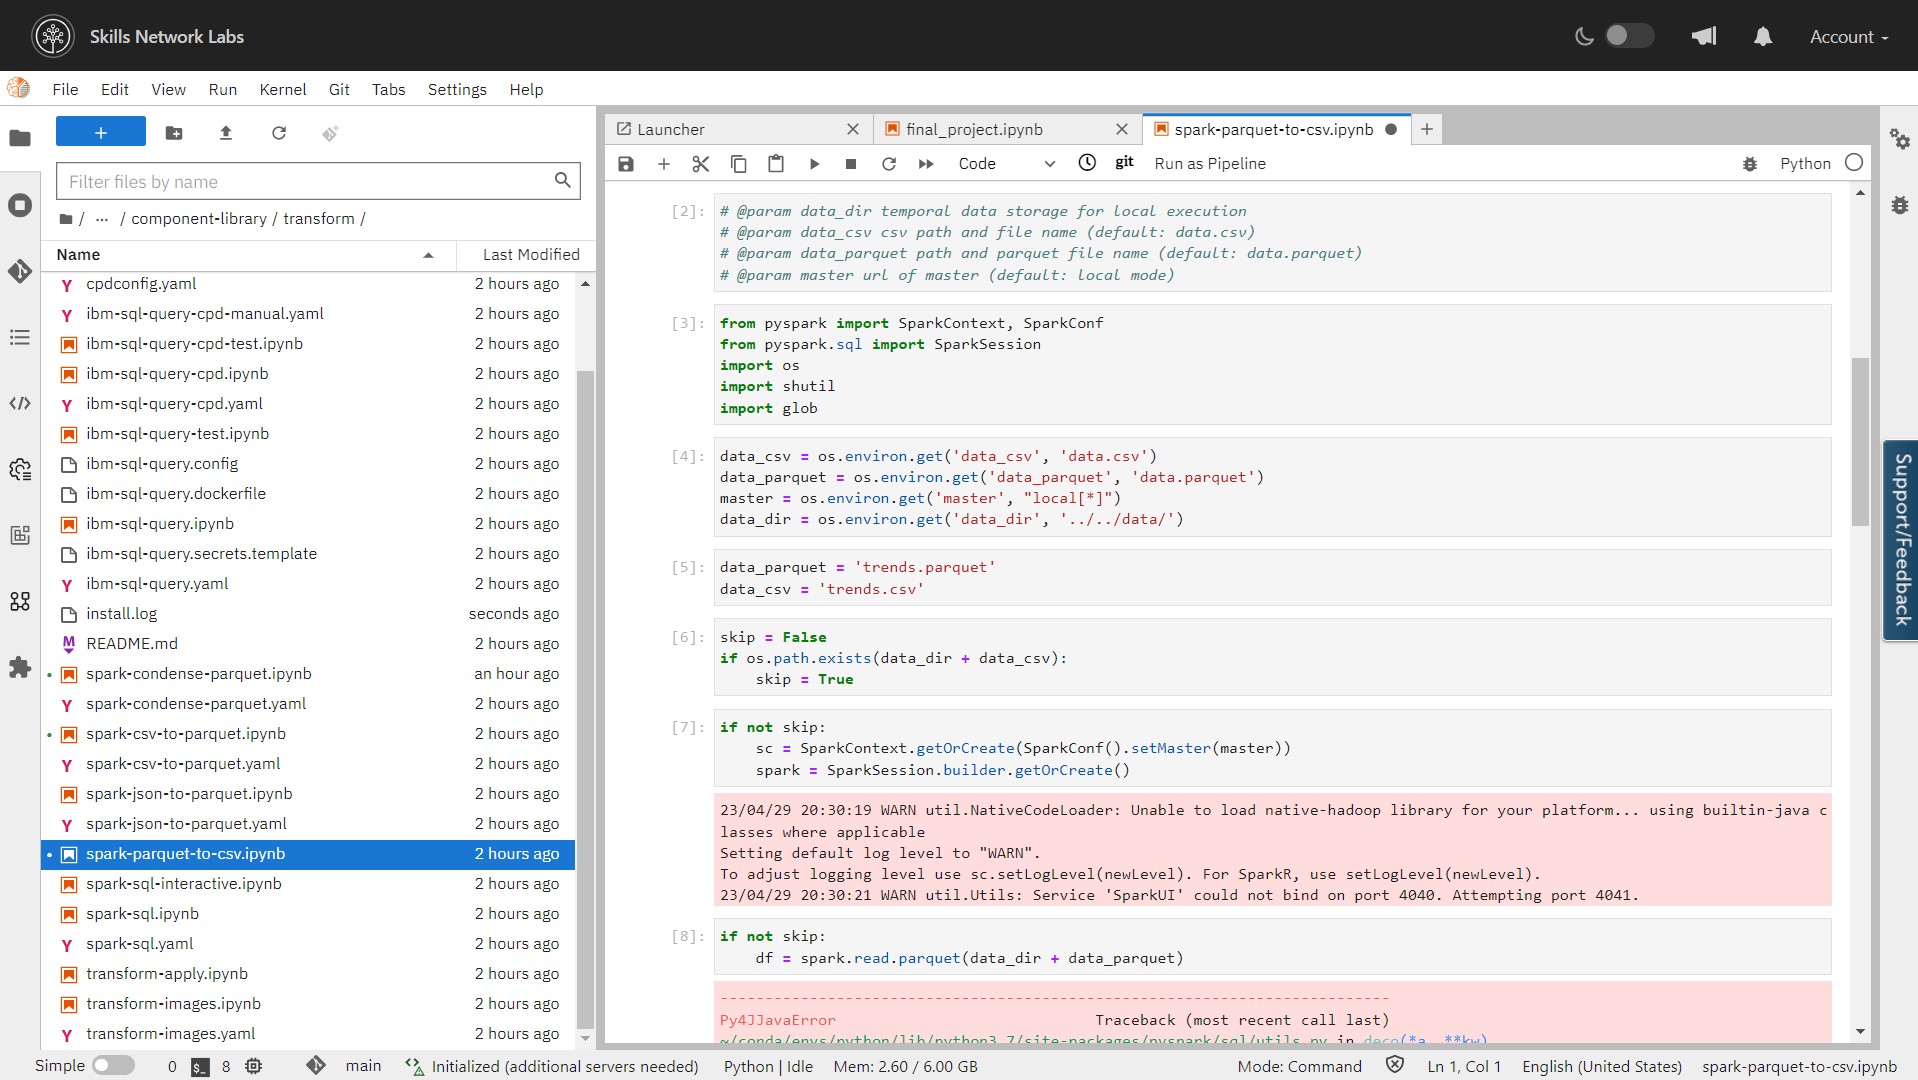 Skills Network Labs
Account
File Edit View Run Kernel Git Tabs Settings Help
+
Filter files by name
/ ... / component-library / transform /
Name Last Modified
cpdconfig.yaml 2 hours ago
ibm-sql-query-cpd-manual.yaml 2 hours ago
ibm-sql-query-cpd-test.ipynb 2 hours ago
ibm-sql-query-cpd.ipynb 2 hours ago
ibm-sql-query-cpd.yaml 2 hours ago
ibm-sql-query-test.ipynb 2 hours ago
ibm-sql-query.config 2 hours ago
ibm-sql-query.dockerfile 2 hours ago
ibm-sql-query.ipynb 2 hours ago
ibm-sql-query.secrets.template 2 hours ago
ibm-sql-query.yaml 2 hours ago
install.log seconds ago
README.md 2 hours ago
spark-condense-parquet.ipynb an hour ago
spark-condense-parquet.yaml 2 hours ago
spark-csv-to-parquet.ipynb 2 hours ago
spark-csv-to-parquet.yaml 2 hours ago
spark-json-to-parquet.ipynb 2 hours ago
spark-json-to-parquet.yaml 2 hours ago
spark-parquet-to-csv.ipynb 2 hours ago
spark-sql-interactive.ipynb 2 hours ago
spark-sql.ipynb 2 hours ago
spark-sql.yaml 2 hours ago
transform-apply.ipynb 2 hours ago
transform-images.ipynb 2 hours ago
transform-images.yaml 2 hours ago
Launcher final_project.ipynb spark-parquet-to-csv.ipynb
Code git Run as Pipeline Python
[2]: # @param data_dir temporal data storage for local execution
# @param data_csv csv path and file name (default: data.csv)
# @param data_parquet path and parquet file name (default: data.parquet)
# @param master url of master (default: local mode)
[3]: from pyspark import SparkContext, SparkConf
from pyspark.sql import SparkSession
import os
import shutil
import glob
[4]: data_csv = os.environ.get('data_csv', 'data.csv')
data_parquet = os.environ.get('data_parquet', 'data.parquet')
master = os.environ.get('master', "local[*]")
data_dir = os.environ.get('data_dir', '../../data/')
[5]: data_parquet = 'trends.parquet'
data_csv = 'trends.csv'
[6]: skip = False
if os.path.exists(data_dir + data_csv):
    skip = True
[7]: if not skip:
    sc = SparkContext.getOrCreate(SparkConf().setMaster(master))
    spark = SparkSession.builder.getOrCreate()
23/04/29 20:30:19 WARN util.NativeCodeLoader: Unable to load native-hadoop library for your platform... using builtin-java c
lasses where applicable
Setting default log level to "WARN".
To adjust logging level use sc.setLogLevel(newLevel). For SparkR, use setLogLevel(newLevel).
23/04/29 20:30:21 WARN util.Utils: Service 'SparkUI' could not bind on port 4040. Attempting port 4041.
[8]: if not skip:
    df = spark.read.parquet(data_dir + data_parquet)
---------------------------------------------------------------------------
Py4JJavaError Traceback (most recent call last)
~/conda/envs/python/lib/python3.7/site-packages/pyspark/sql/utils.py in deco(*a, **kw)
Support/Feedback
Simple 0 8 main Initialized (additional servers needed) Python | Idle Mem: 2.60 / 6.00 GB Mode: Command Ln 1, Col 1 English (United States) spark-parquet-to-csv.ipynb